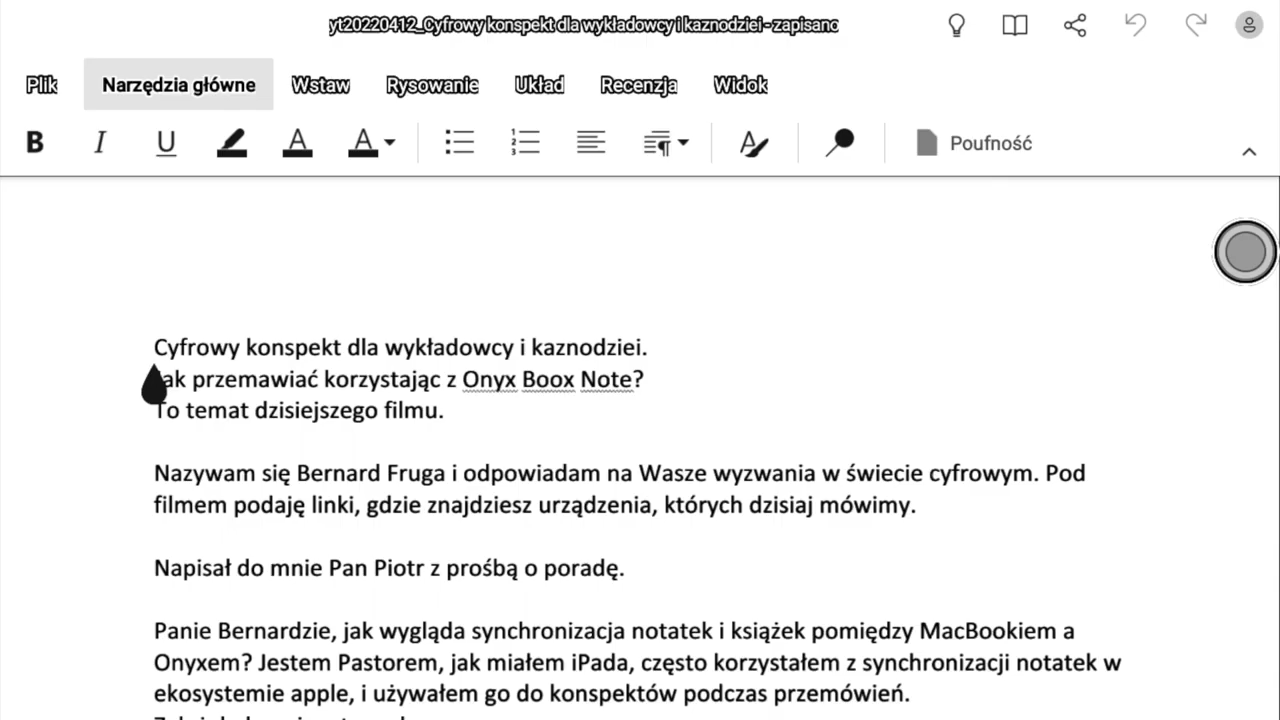 yt20220412_Cyfrowy konspekt dla wykładowcy i kaznodziei - zapisano
Plik Narzędzia główne Wstaw Rysowanie Układ Recenzja Widok
Poufność
Cyfrowy konspekt dla wykładowcy i kaznodziei.
Jak przemawiać korzystając z Onyx Boox Note?
To temat dzisiejszego filmu.
Nazywam się Bernard Fruga i odpowiadam na Wasze wyzwania w świecie cyfrowym. Pod
filmem podaję linki, gdzie znajdziesz urządzenia, których dzisiaj mówimy.
Napisał do mnie Pan Piotr z prośbą o poradę.
Panie Bernardzie, jak wygląda synchronizacja notatek i książek pomiędzy MacBookiem a
Onyxem? Jestem Pastorem, jak miałem iPada, często korzystałem z synchronizacji notatek w
ekosystemie apple, i używałem go do konspektów podczas przemówień.